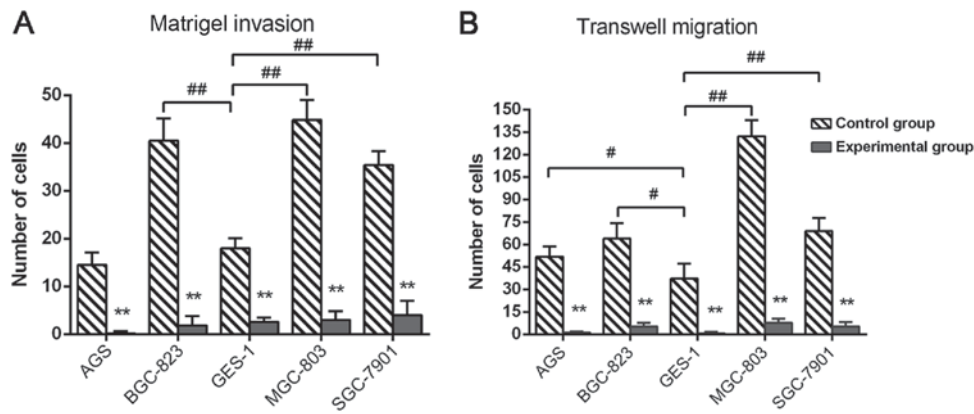 A
Matrigel invasion
##
##
##
Number of cells
50
40
30
20
10
0
**
**
**
**
**
AGS
BGC-823
GES-1
MGC-803
SGC-7901
B
Transwell migration
##
##
#
#
Number of cells
150
135
120
105
90
75
60
45
30
15
0
**
**
**
**
**
AGS
BGC-823
GES-1
MGC-803
SGC-7901
Control group
Experimental group